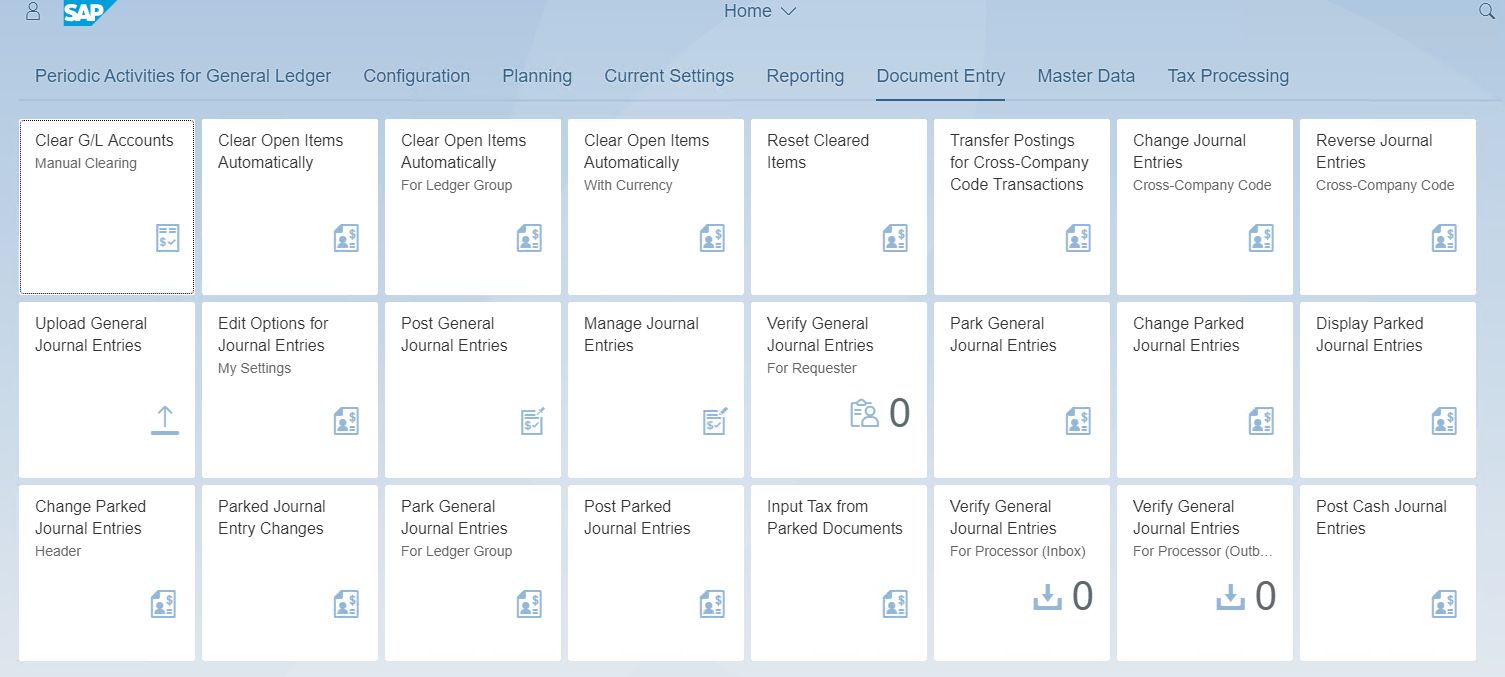 SAP
Home
Periodic Activities for General Ledger
Configuration
Planning
Current Settings
Reporting
Document Entry
Master Data
Tax Processing
Clear G/L Accounts
Manual Clearing
Clear Open Items
Automatically
Clear Open Items
Automatically
For Ledger Group
Clear Open Items
Automatically
With Currency
Reset Cleared
Items
Transfer Postings
for Cross-Company
Code Transactions
Change Journal
Entries
Cross-Company Code
Reverse Journal
Entries
Cross-Company Code
Upload General
Journal Entries
Edit Options for
Journal Entries
My Settings
Post General
Journal Entries
Manage Journal
Entries
Verify General
Journal Entries
For Requester
0
Park General
Journal Entries
Change Parked
Journal Entries
Display Parked
Journal Entries
Change Parked
Journal Entries
Header
Parked Journal
Entry Changes
Park General
Journal Entries
For Ledger Group
Post Parked
Journal Entries
Input Tax from
Parked Documents
Verify General
Journal Entries
For Processor (Inbox)
0
Verify General
Journal Entries
For Processor (Outb...
0
Post Cash Journal
Entries